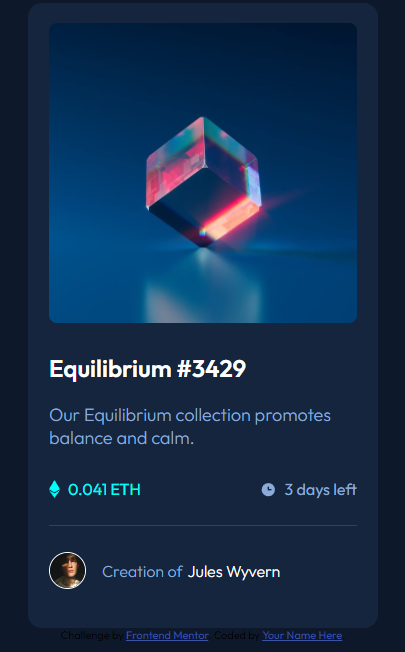 Equilibrium #3429
Our Equilibrium collection promotes
balance and calm.
0.041 ETH
3 days left
Creation of Jules Wyvern
Challenge by Frontend Mentor. Coded by Your Name Here